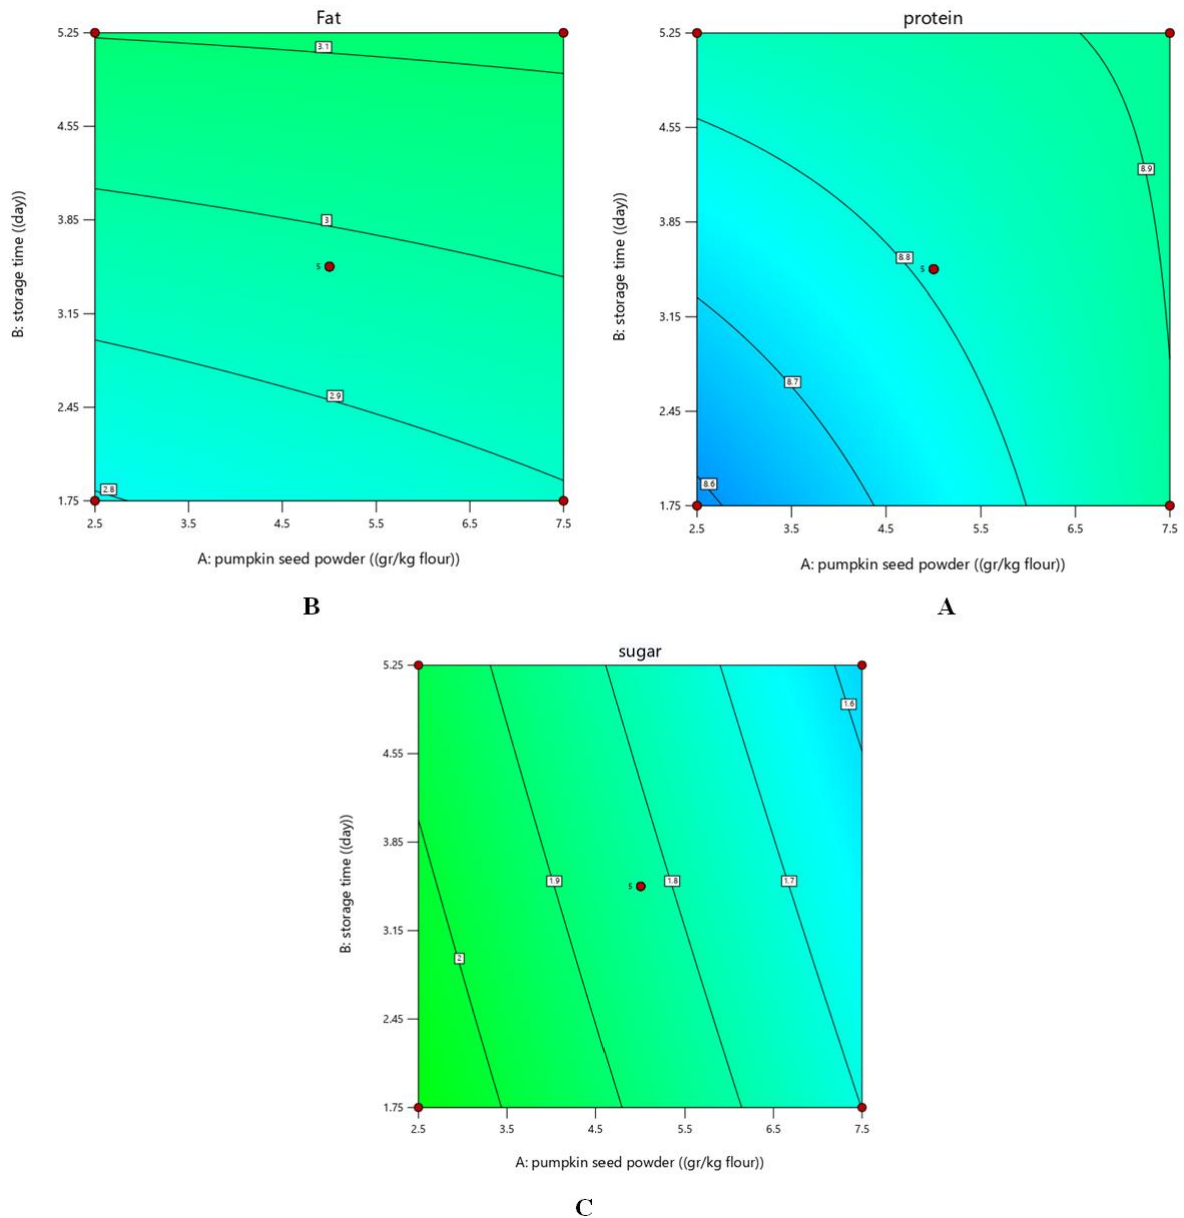 Fat
5.25
4.55
3.85
3.15
2.45
1.75
B: storage time ((day))
3.1
3
5
2.9
2.8
2.5 3.5 4.5 5.5 6.5 7.5
A: pumpkin seed powder ((gr/kg flour))
B
protein
5.25
4.55
3.85
3.15
2.45
1.75
B: storage time ((day))
8.9
8.8
5
8.7
8.6
2.5 3.5 4.5 5.5 6.5 7.5
A: pumpkin seed powder ((gr/kg flour))
A
sugar
5.25
4.55
3.85
3.15
2.45
1.75
B: storage time ((day))
1.6
1.9
5
1.8
1.7
2
2.5 3.5 4.5 5.5 6.5 7.5
A: pumpkin seed powder ((gr/kg flour))
C